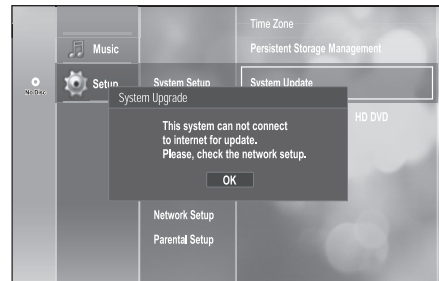 Time Zone
Music
Persistent Storage Management
No Disc
Setup
System Setup
System Update
System Upgrade
HD DVD
This system can not connect
to internet for update.
Please, check the network setup.
OK
Network Setup
Parental Setup